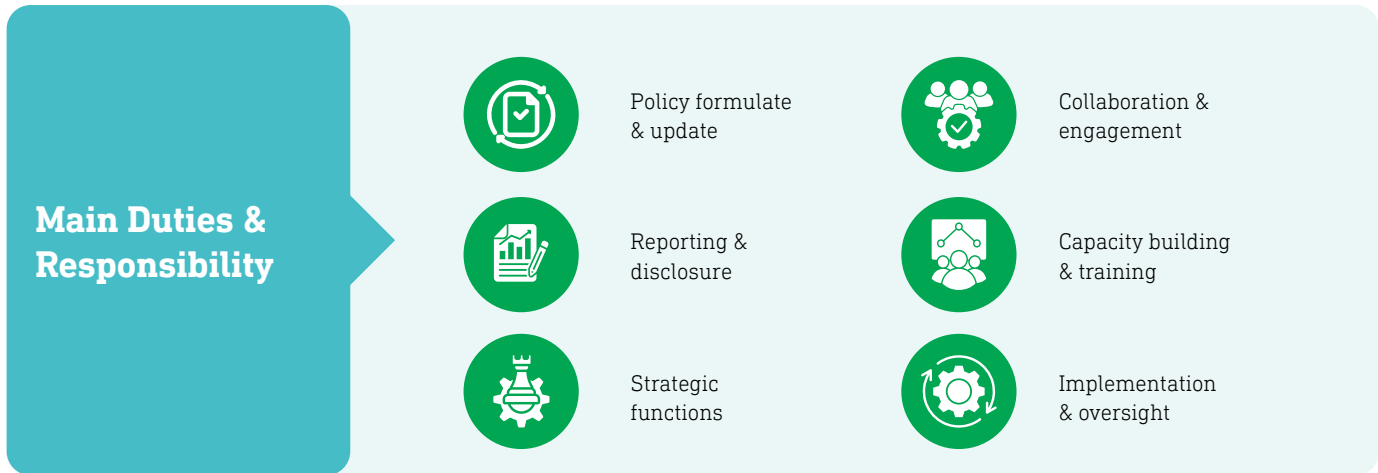 Main Duties &
Responsibility
Policy formulate
& update
Collaboration &
engagement
Reporting &
disclosure
Capacity building
& training
Strategic
functions
Implementation
& oversight